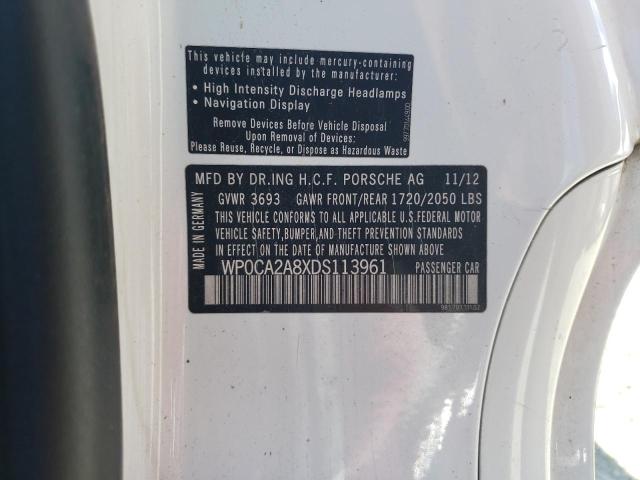 This vehicle may include mercury-containing
devices installed by the manufacturer:
• High Intensity Discharge Headlamps
• Navigation Display
Remove Devices Before Vehicle Disposal
Upon Removal of Devices:
Please Reuse, Recycle, or Dispose as Hazardous Waste
MADE IN GERMANY
MFD BY DR.ING H.C.F. PORSCHE AG 11/12
GVWR 3693 GAWR FRONT/REAR 1720/2050 LBS
THIS VEHICLE CONFORMS TO ALL APPLICABLE U.S.FEDERAL MOTOR
VEHICLE SAFETY,BUMPER,AND THEFT PREVENTION STANDARDS
IN EFFECT ON THE DATE OF MANUFACTURE SHOWN ABOVE.
WP0CA2A8XDS113961 PASSENGER CAR